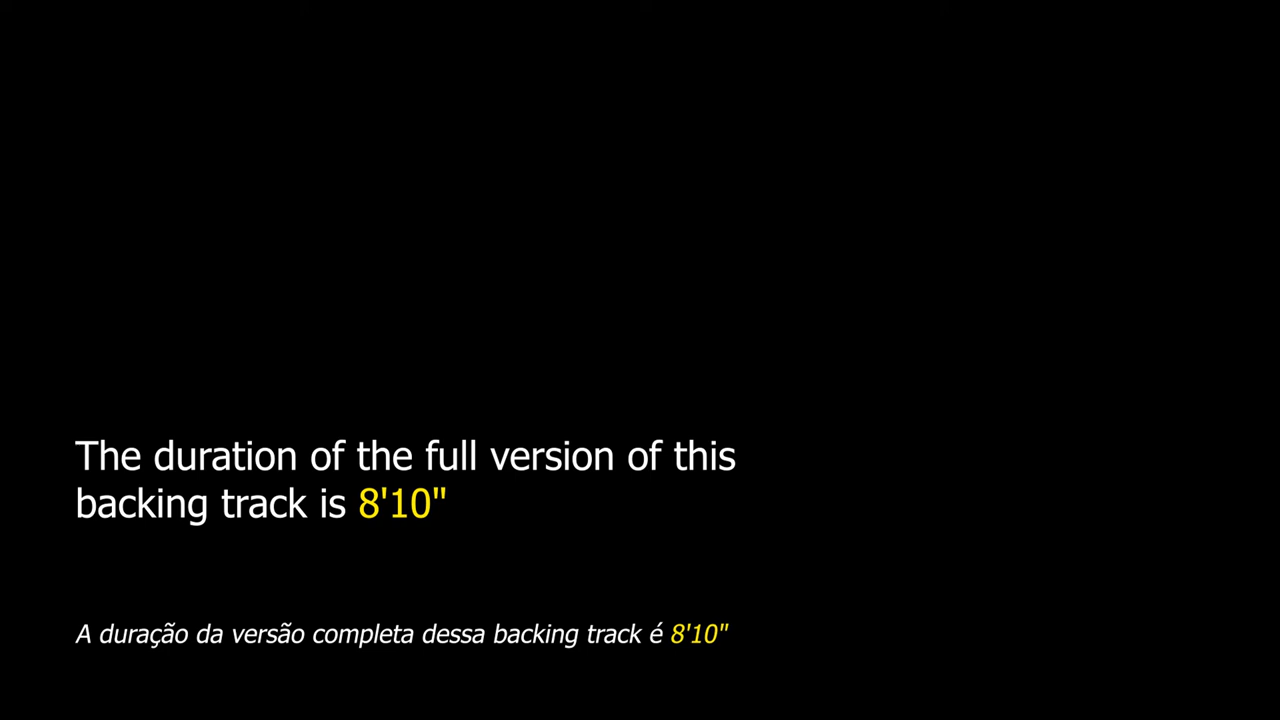 The duration of the full version of this
backing track is 8'10"
A duração da versão completa dessa backing track é 8'10"